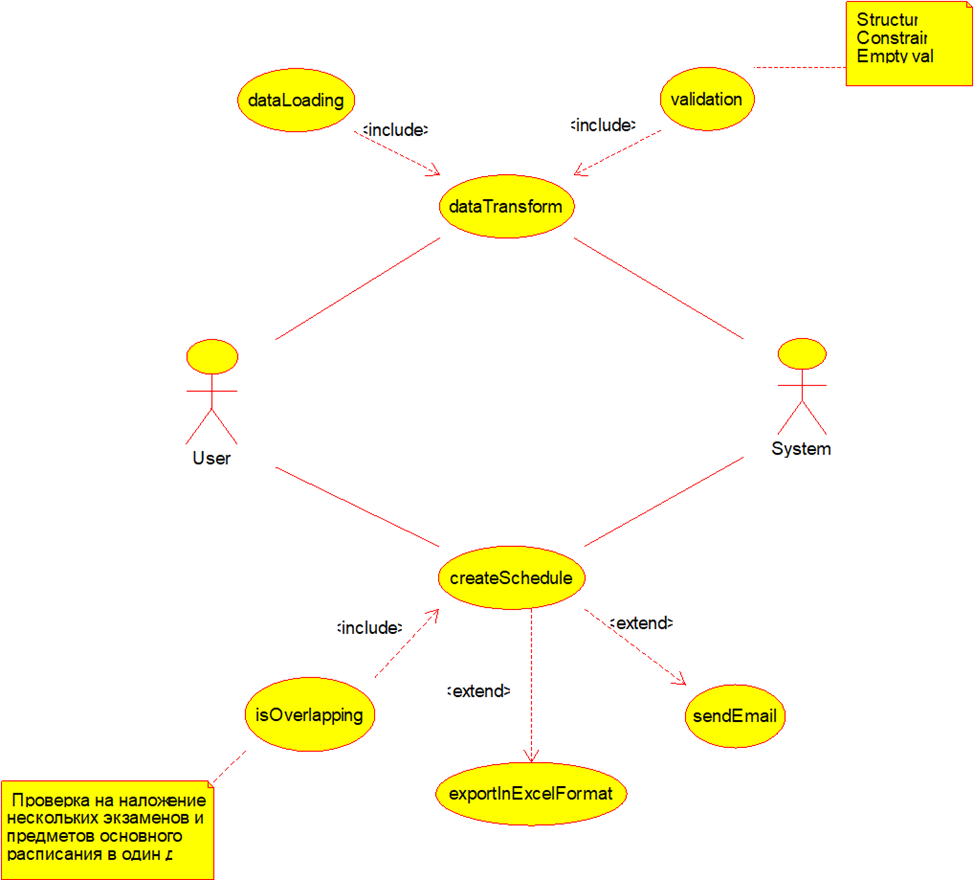 Structur
Constrain
Empty val
dataLoading
validation
<include>
<include>
dataTransform
User
System
createSchedule
<include>
<extend>
<extend>
isOverlapping
sendEmail
exportInExcelFormat
Проверка на наложение
нескольких экзаменов и
предметов основного
расписания в один